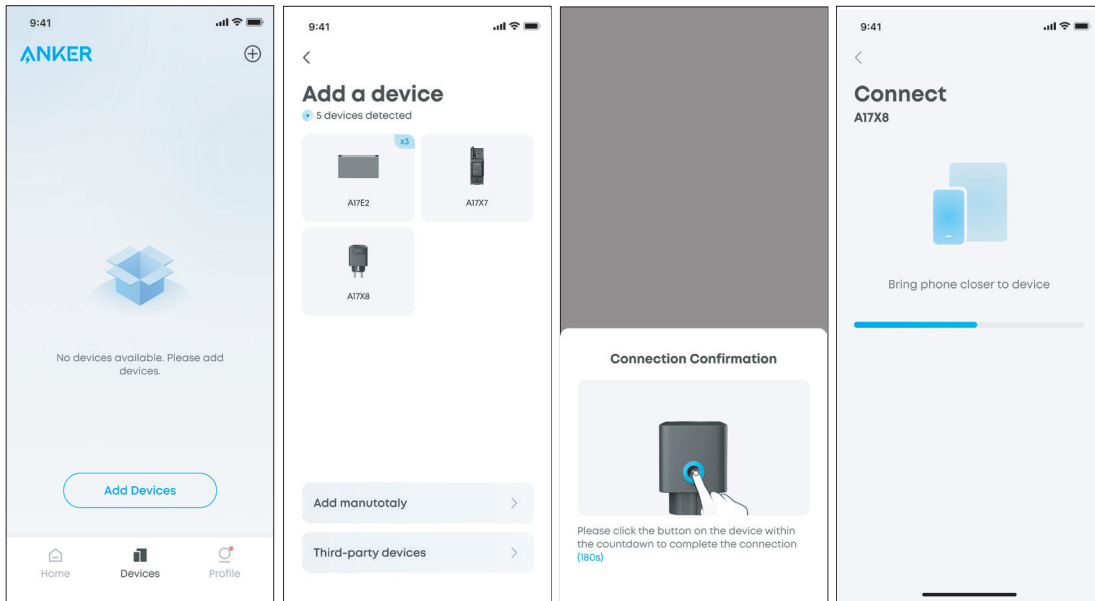 9:41
ANKER
No devices available. Please add
devices.
Add Devices
Home
Devices
Profile
9:41
Add a device
5 devices detected
x3
A17E2
A17X7
A17X8
Add manutotaly
Third-party devices
Connection Confirmation
Please click the button on the device within
the countdown to complete the connection
(180s)
9:41
Connect
A17X8
Bring phone closer to device